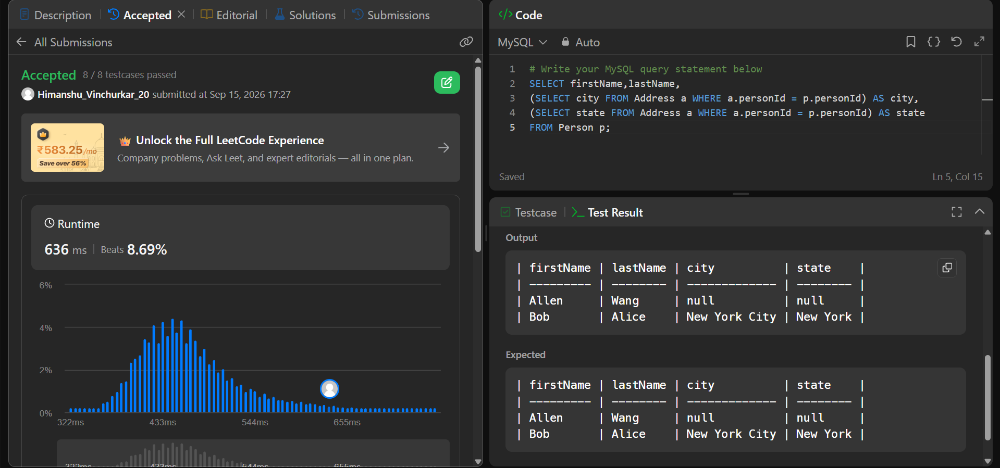 Description
Accepted
Editorial
Solutions
Submissions
All Submissions
Accepted 8 / 8 testcases passed
Himanshu_Vinchurkar_20 submitted at Sep 15, 2026 17:27
₹583.25/mo
Save over 56%
Unlock the Full LeetCode Experience
Company problems, Ask Leet, and expert editorials — all in one plan.
Runtime
636 ms | Beats 8.69%
6%
4%
2%
0%
322ms 433ms 544ms 655ms
322ms 433ms 544ms 655ms
</> Code
MySQL Auto
1 # Write your MySQL query statement below
2 SELECT firstName,lastName,
3 (SELECT city FROM Address a WHERE a.personId = p.personId) AS city,
4 (SELECT state FROM Address a WHERE a.personId = p.personId) AS state
5 FROM Person p;
Saved Ln 5, Col 15
Testcase | >_ Test Result
Output
| firstName | lastName | city          | state    |
| --------- | -------- | ------------- | -------- |
| Allen     | Wang     | null          | null     |
| Bob       | Alice    | New York City | New York |
Expected
| firstName | lastName | city          | state    |
| --------- | -------- | ------------- | -------- |
| Allen     | Wang     | null          | null     |
| Bob       | Alice    | New York City | New York |